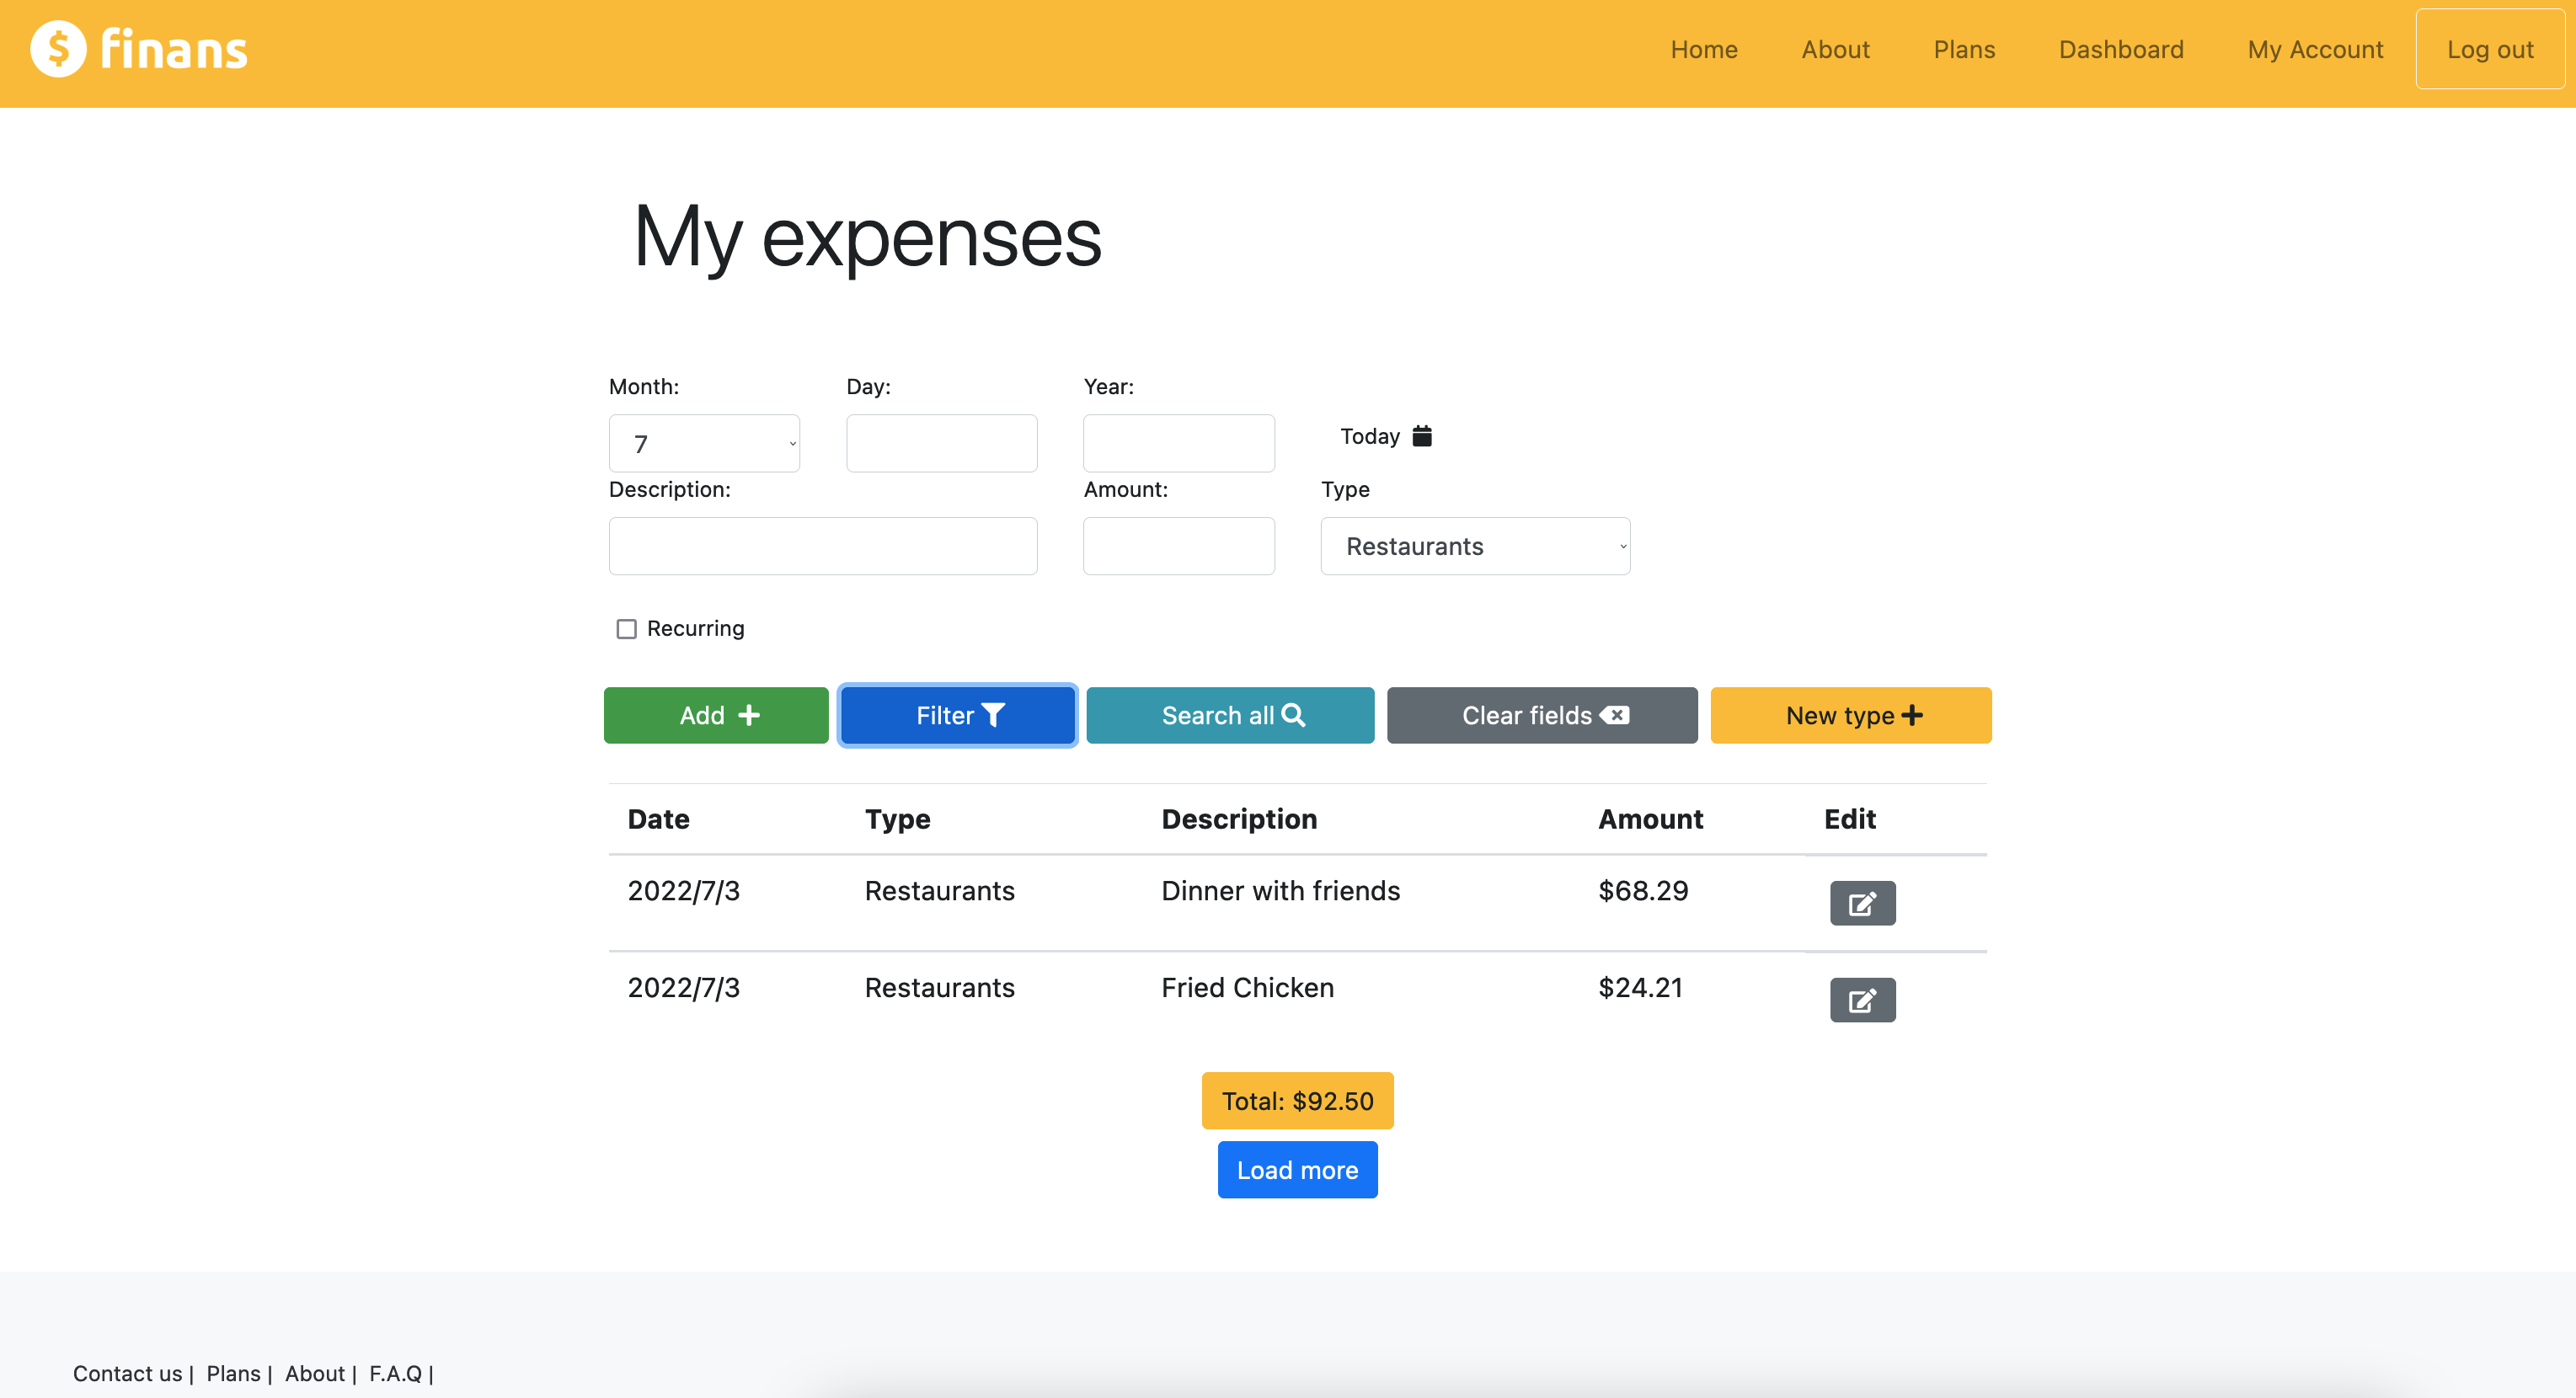 $ finans Home About Plans Dashboard My Account Log out
My expenses
Month: Day: Year:
7 Today
Description: Amount: Type
Restaurants
Recurring
Add Filter Search all Clear fields New type
Date Type Description Amount Edit
2022/7/3 Restaurants Dinner with friends $68.29
2022/7/3 Restaurants Fried Chicken $24.21
Total: $92.50
Load more
Contact us | Plans | About | F.A.Q |